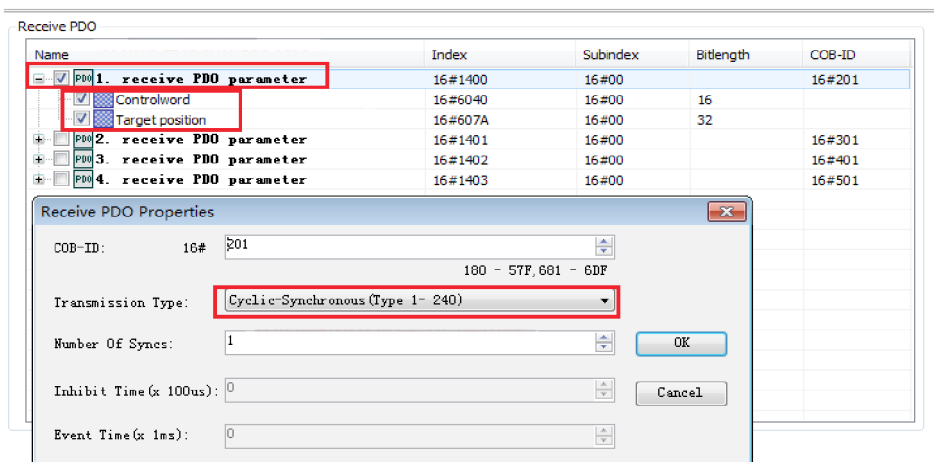 Receive PDO
Name Index Subindex Bitlength COB-ID
PDO 1. receive PDO parameter 16#1400 16#00 16#201
Controlword 16#6040 16#00 16
Target position 16#607A 16#00 32
PDO 2. receive PDO parameter 16#1401 16#00 16#301
PDO 3. receive PDO parameter 16#1402 16#00 16#401
PDO 4. receive PDO parameter 16#1403 16#00 16#501
Receive PDO Properties
COB-ID: 16# 201
180 - 57F,681 - 6DF
Transmission Type: Cyclic-Synchronous(Type 1- 240)
Number Of Syncs: 1 OK
Inhibit Time(x 100us): 0 Cancel
Event Time(x 1ms): 0